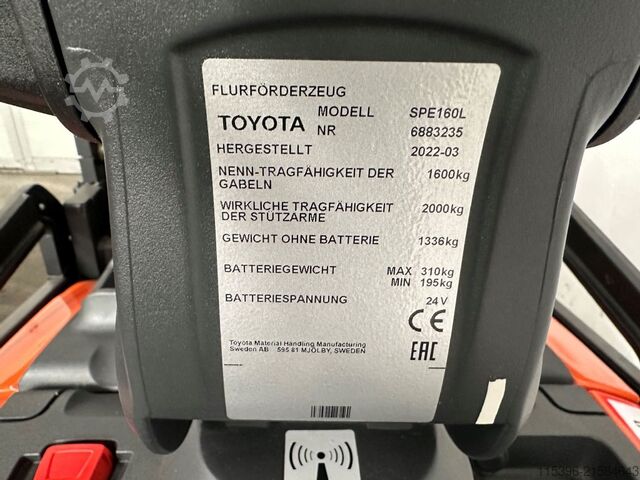 FLURFÖRDERZEUG
TOYOTA MODELL SPE160L
NR 6883235
HERGESTELLT 2022-03
NENN-TRAGFÄHIGKEIT DER GABELN 1600kg
WIRKLICHE TRAGFÄHIGKEIT DER STÜTZARME 2000kg
GEWICHT OHNE BATTERIE 1336kg
BATTERIEGEWICHT MAX 310kg
MIN 195kg
BATTERIESPANNUNG 24V
CE
Toyota Material Handling Manufacturing
Sweden AB 595 81 MJÖLBY, SWEDEN
EAC